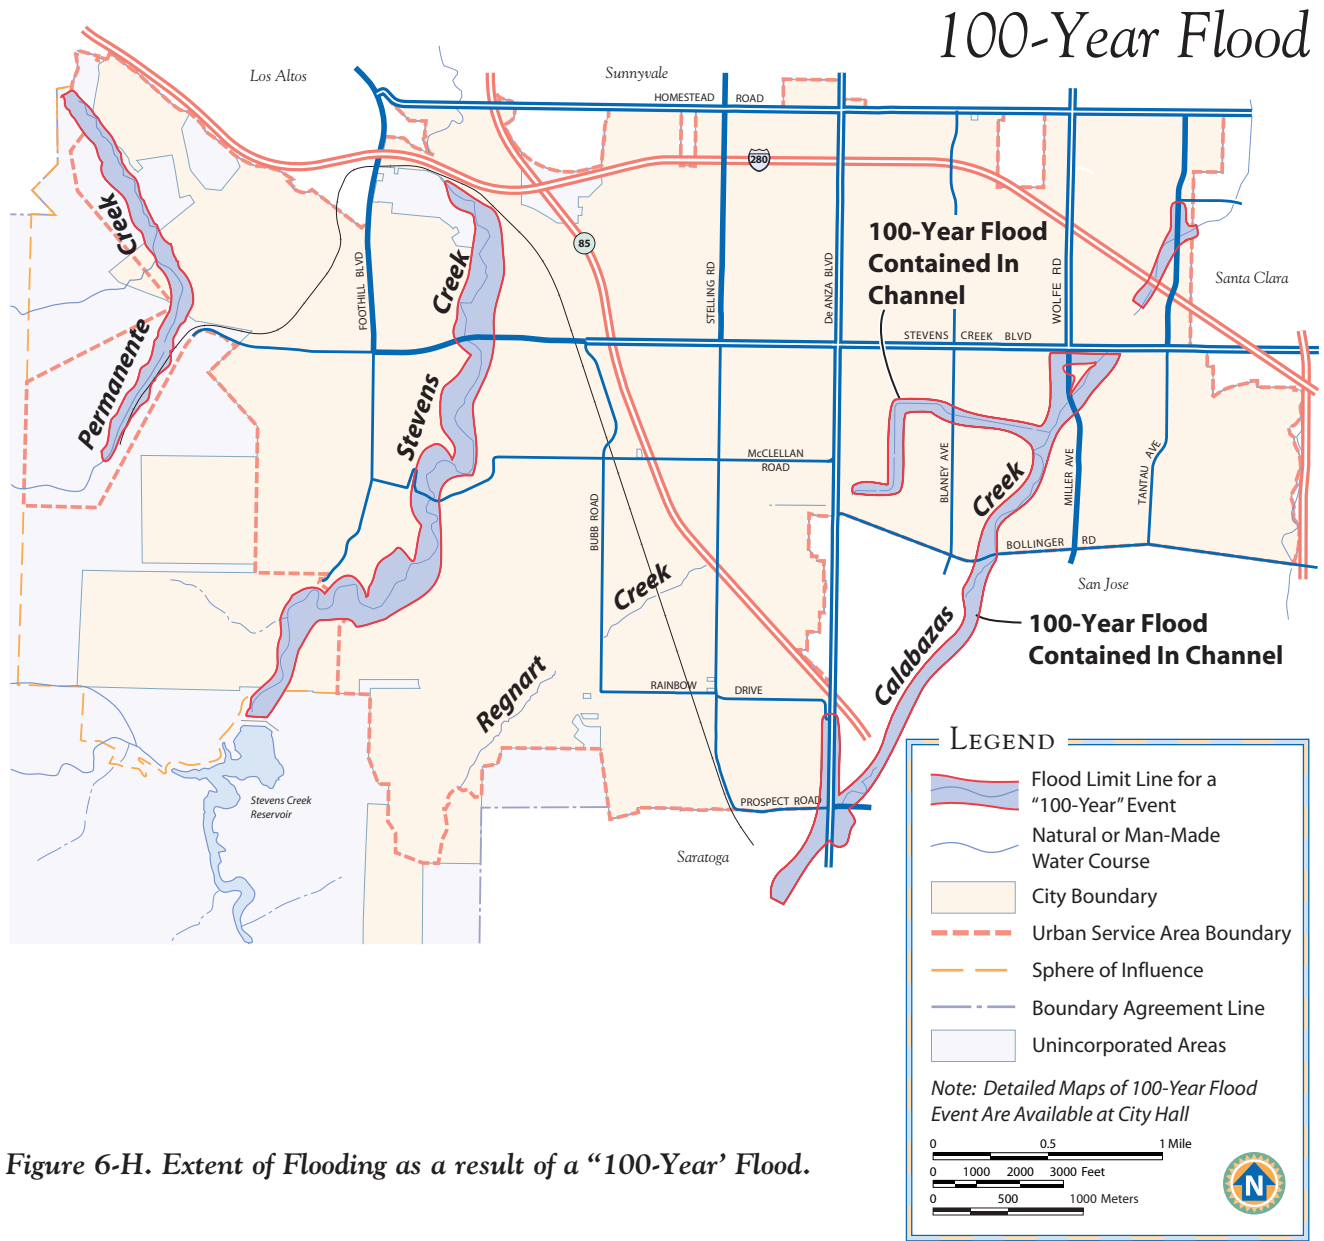 100-Year Flood
Los Altos
Sunnyvale
HOMESTEAD ROAD
280
85
Creek
Permanente
FOOTHILL BLVD
Creek
Stevens
STELLING RD
De ANZA BLVD
100-Year Flood
Contained In
Channel
WOLFE RD
Santa Clara
STEVENS CREEK BLVD
McCLELLAN
ROAD
BLANEY AVE
Creek
MILLER AVE
TANTAU AVE
BUBB ROAD
BOLLINGER RD
San Jose
Creek
Regnart
100-Year Flood
Contained In Channel
Calabazas
RAINBOW DRIVE
Stevens Creek
Reservoir
PROSPECT ROAD
Saratoga
LEGEND
Flood Limit Line for a
“100-Year” Event
Natural or Man-Made
Water Course
City Boundary
Urban Service Area Boundary
Sphere of Influence
Boundary Agreement Line
Unincorporated Areas
Note: Detailed Maps of 100-Year Flood
Event Are Available at City Hall
0 0.5 1 Mile
0 1000 2000 3000 Feet
0 500 1000 Meters
N
Figure 6-H. Extent of Flooding as a result of a “100-Year’ Flood.